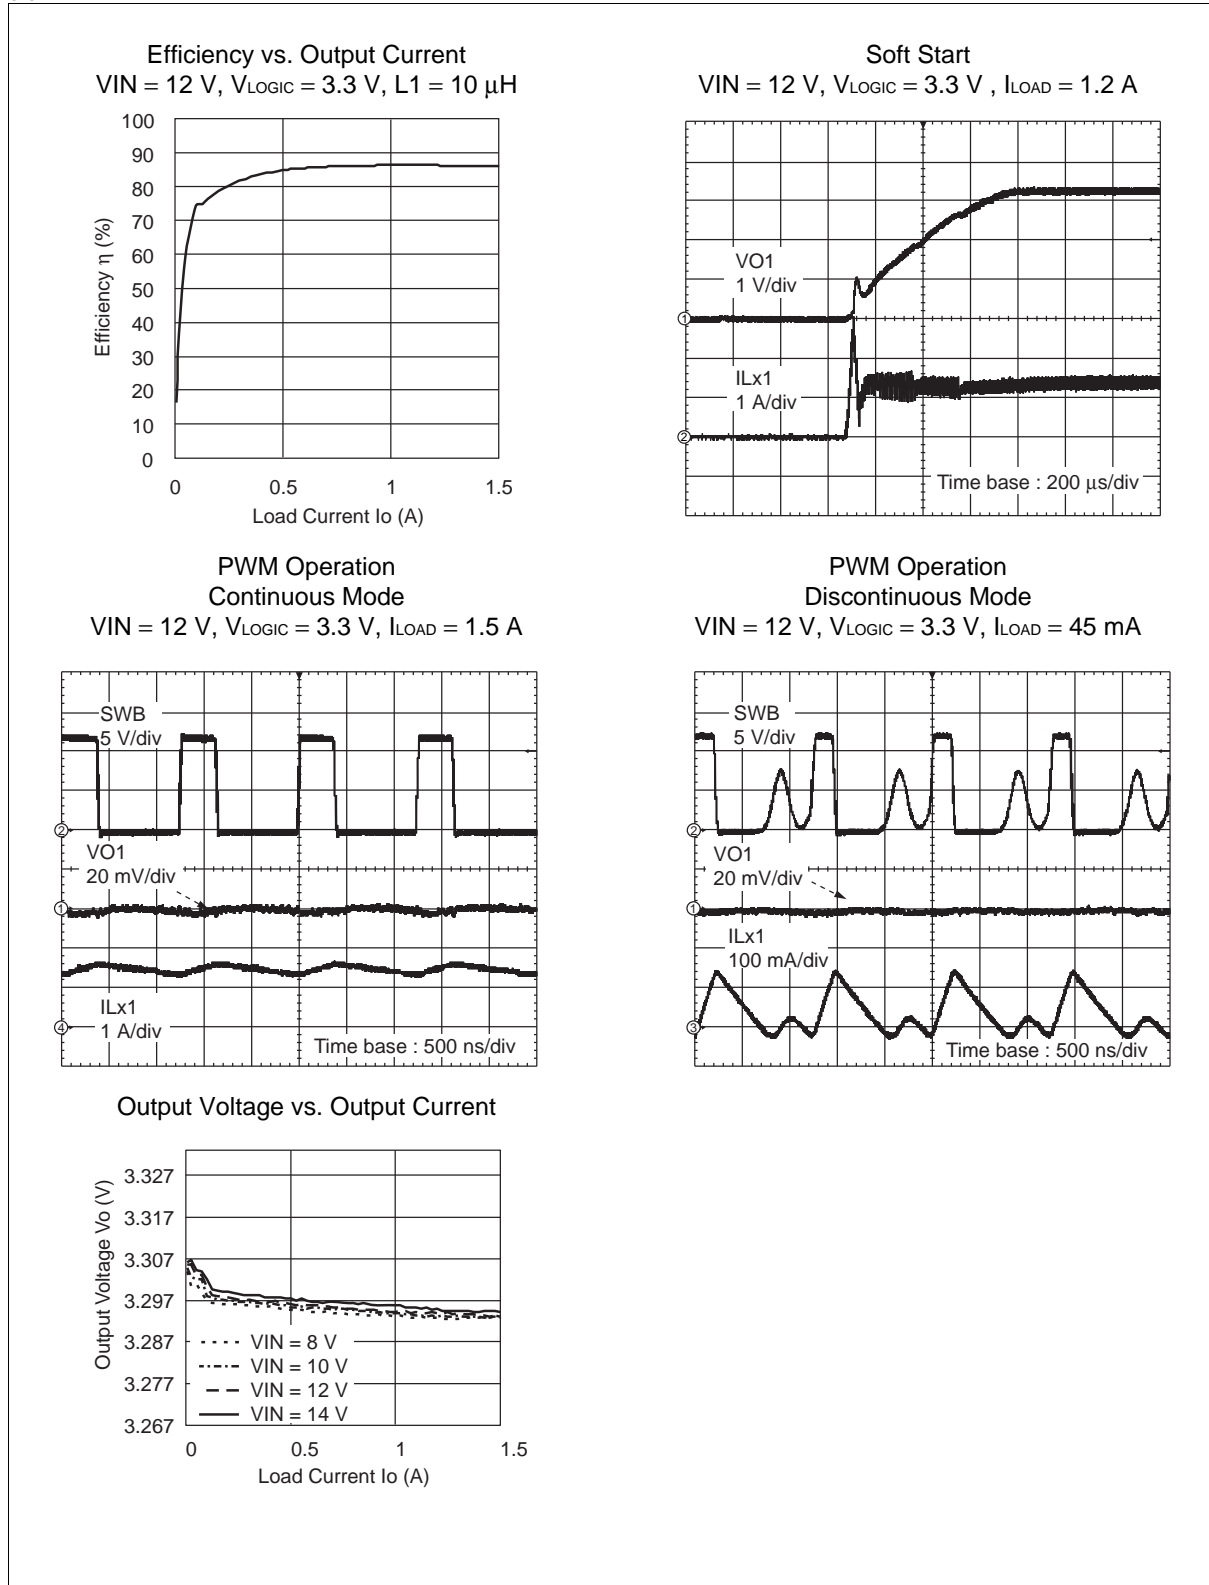 Efficiency vs. Output Current
VIN = 12 V, VLOGIC = 3.3 V, L1 = 10 μH
100
90
80
70
60
50
40
30
20
10
0
Efficiency η (%)
0 0.5 1 1.5
Load Current Io (A)
Soft Start
VIN = 12 V, VLOGIC = 3.3 V , ILOAD = 1.2 A
VO1
1 V/div
1
ILx1
1 A/div
2
Time base : 200 μs/div
PWM Operation
Continuous Mode
VIN = 12 V, VLOGIC = 3.3 V, ILOAD = 1.5 A
SWB
5 V/div
2
VO1
20 mV/div
1
ILx1
1 A/div
4
Time base : 500 ns/div
PWM Operation
Discontinuous Mode
VIN = 12 V, VLOGIC = 3.3 V, ILOAD = 45 mA
SWB
5 V/div
2
VO1
20 mV/div
1
ILx1
100 mA/div
3
Time base : 500 ns/div
Output Voltage vs. Output Current
3.327
3.317
3.307
3.297
3.287
3.277
3.267
Output Voltage Vo (V)
VIN = 8 V
VIN = 10 V
VIN = 12 V
VIN = 14 V
0 0.5 1 1.5
Load Current Io (A)